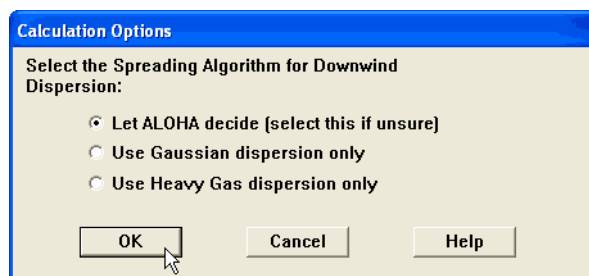 Calculation Options
Select the Spreading Algorithm for Downwind
Dispersion:
Let ALOHA decide (select this if unsure)
Use Gaussian dispersion only
Use Heavy Gas dispersion only
OK Cancel Help